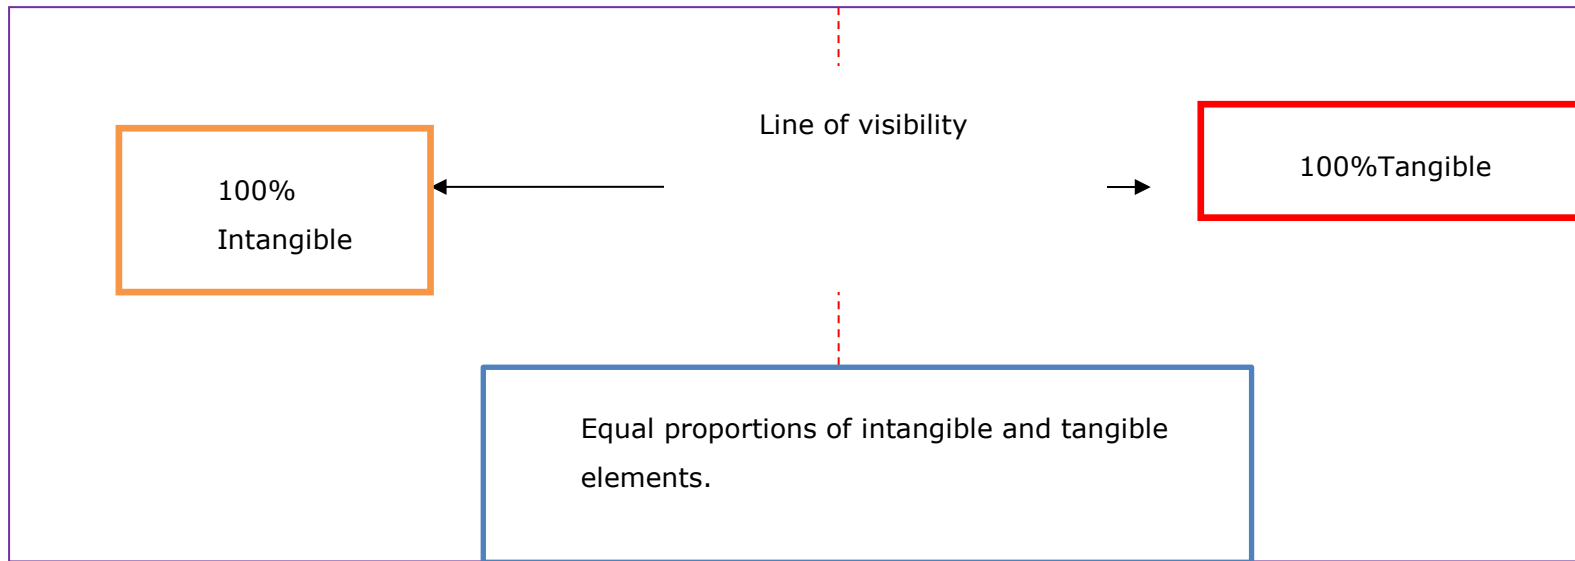 Line of visibility
100%Tangible
100%
Intangible
Equal proportions of intangible and tangible
elements.